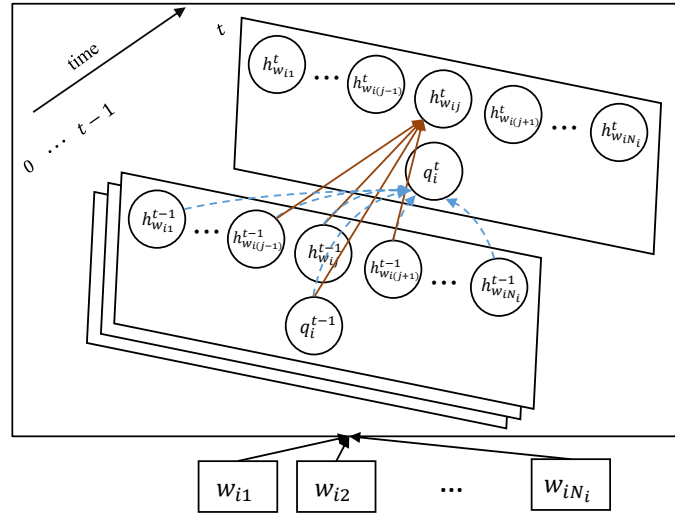 time
t
0 ⋯ t − 1
h^t_{w_{i1}} ⋯ h^t_{w_{i(j−1)}} h^t_{w_{ij}} h^t_{w_{i(j+1)}} ⋯ h^t_{w_{iN_i}}
q^t_i
h^{t−1}_{w_{i1}} ⋯ h^{t−1}_{w_{i(j−1)}} h^{t−1}_{w_{ij}} h^{t−1}_{w_{i(j+1)}} ⋯ h^{t−1}_{w_{iN_i}}
q^{t−1}_i
w_{i1} w_{i2} ⋯ w_{iN_i}